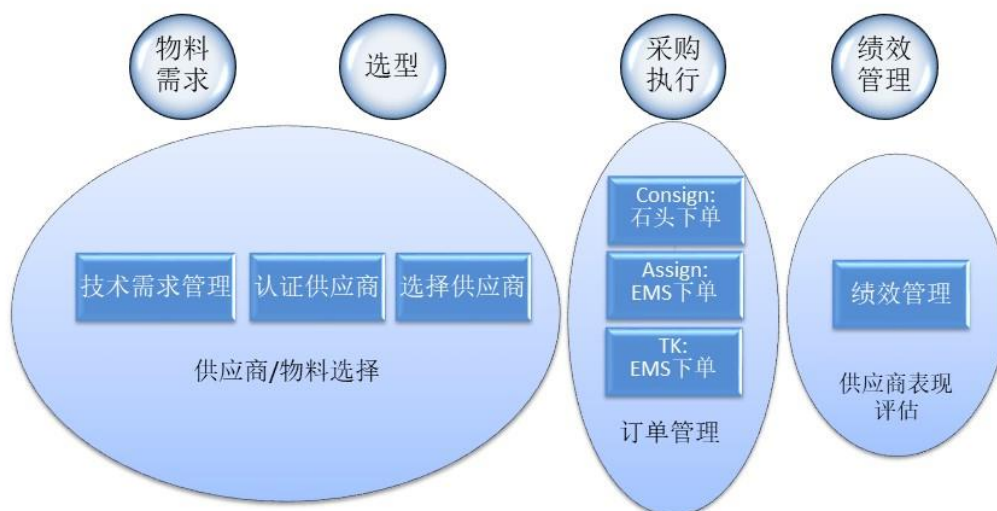 物料
需求
选型
采购
执行
绩效
管理
技术需求管理
认证供应商
选择供应商
供应商/物料选择
Consign:
石头下单
Assign:
EMS下单
TK:
EMS下单
订单管理
绩效管理
供应商表现
评估